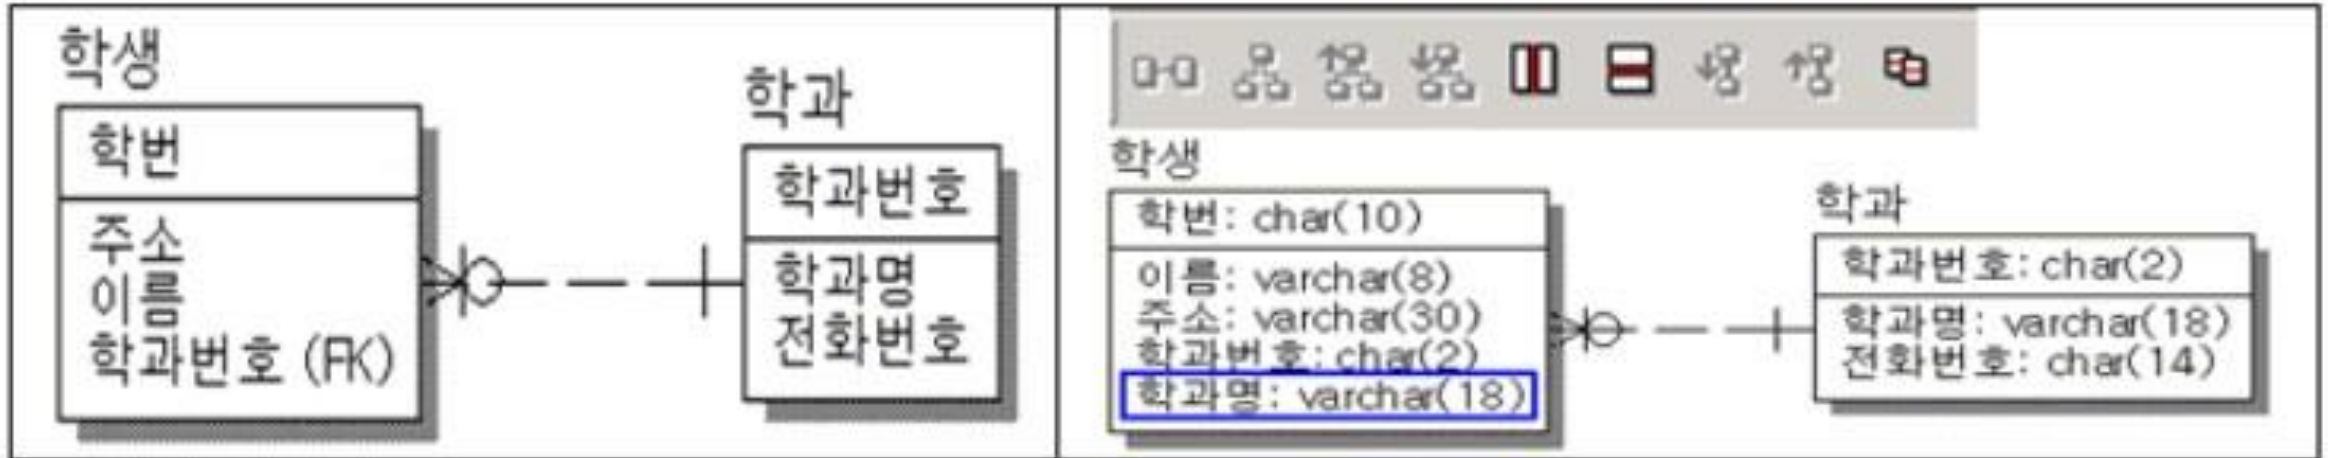 학생
학번
주소
이름
학과번호 (FK)
학과
학과번호
학과명
전화번호
학생
학번: char(10)
이름: varchar(8)
주소: varchar(30)
학과번호: char(2)
학과명: varchar(18)
학과
학과번호: char(2)
학과명: varchar(18)
전화번호: char(14)